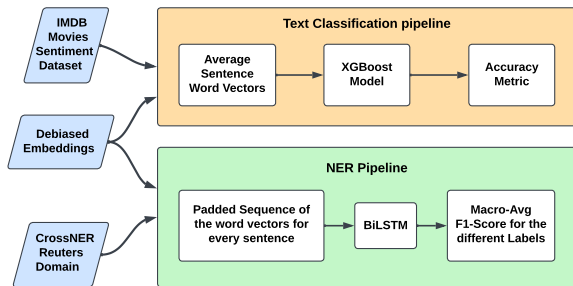 IMDB
Movies
Sentiment
Dataset
Debiased
Embeddings
CrossNER
Reuters
Domain
Text Classification pipeline
Average
Sentence
Word Vectors
XGBoost
Model
Accuracy
Metric
NER Pipeline
Padded Sequence of
the word vectors for
every sentence
BiLSTM
Macro-Avg
F1-Score for the
different Labels